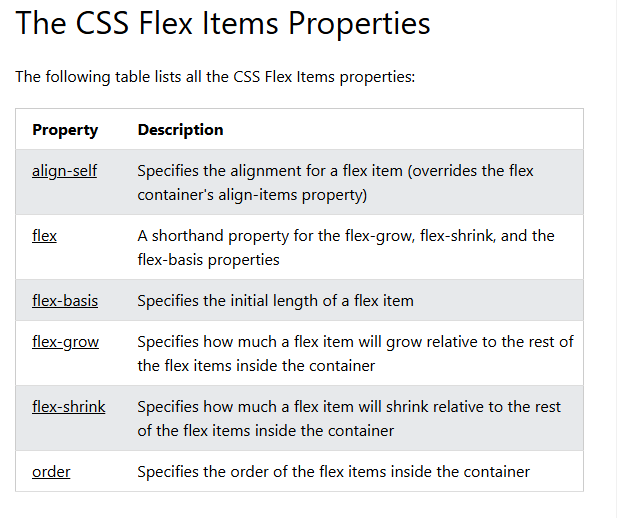 The CSS Flex Items Properties
The following table lists all the CSS Flex Items properties:
Property Description
align-self Specifies the alignment for a flex item (overrides the flex
container's align-items property)
flex A shorthand property for the flex-grow, flex-shrink, and the
flex-basis properties
flex-basis Specifies the initial length of a flex item
flex-grow Specifies how much a flex item will grow relative to the rest of
the flex items inside the container
flex-shrink Specifies how much a flex item will shrink relative to the rest
of the flex items inside the container
order Specifies the order of the flex items inside the container